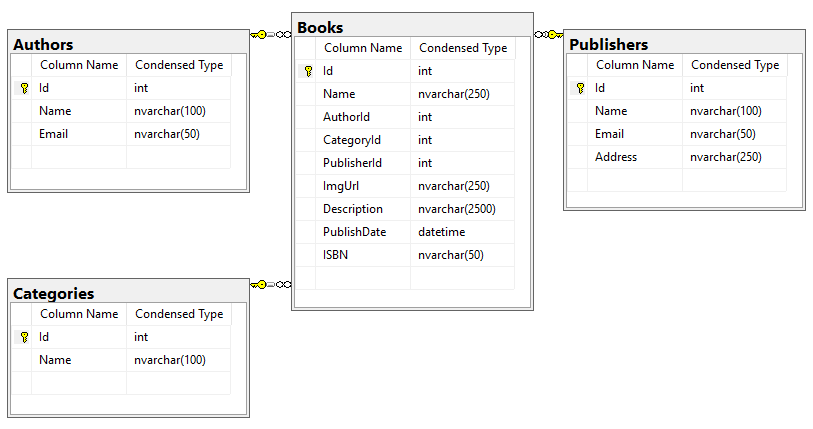 Authors
Column Name Condensed Type
Id int
Name nvarchar(100)
Email nvarchar(50)
Books
Column Name Condensed Type
Id int
Name nvarchar(250)
AuthorId int
CategoryId int
PublisherId int
ImgUrl nvarchar(250)
Description nvarchar(2500)
PublishDate datetime
ISBN nvarchar(50)
Publishers
Column Name Condensed Type
Id int
Name nvarchar(100)
Email nvarchar(50)
Address nvarchar(250)
Categories
Column Name Condensed Type
Id int
Name nvarchar(100)